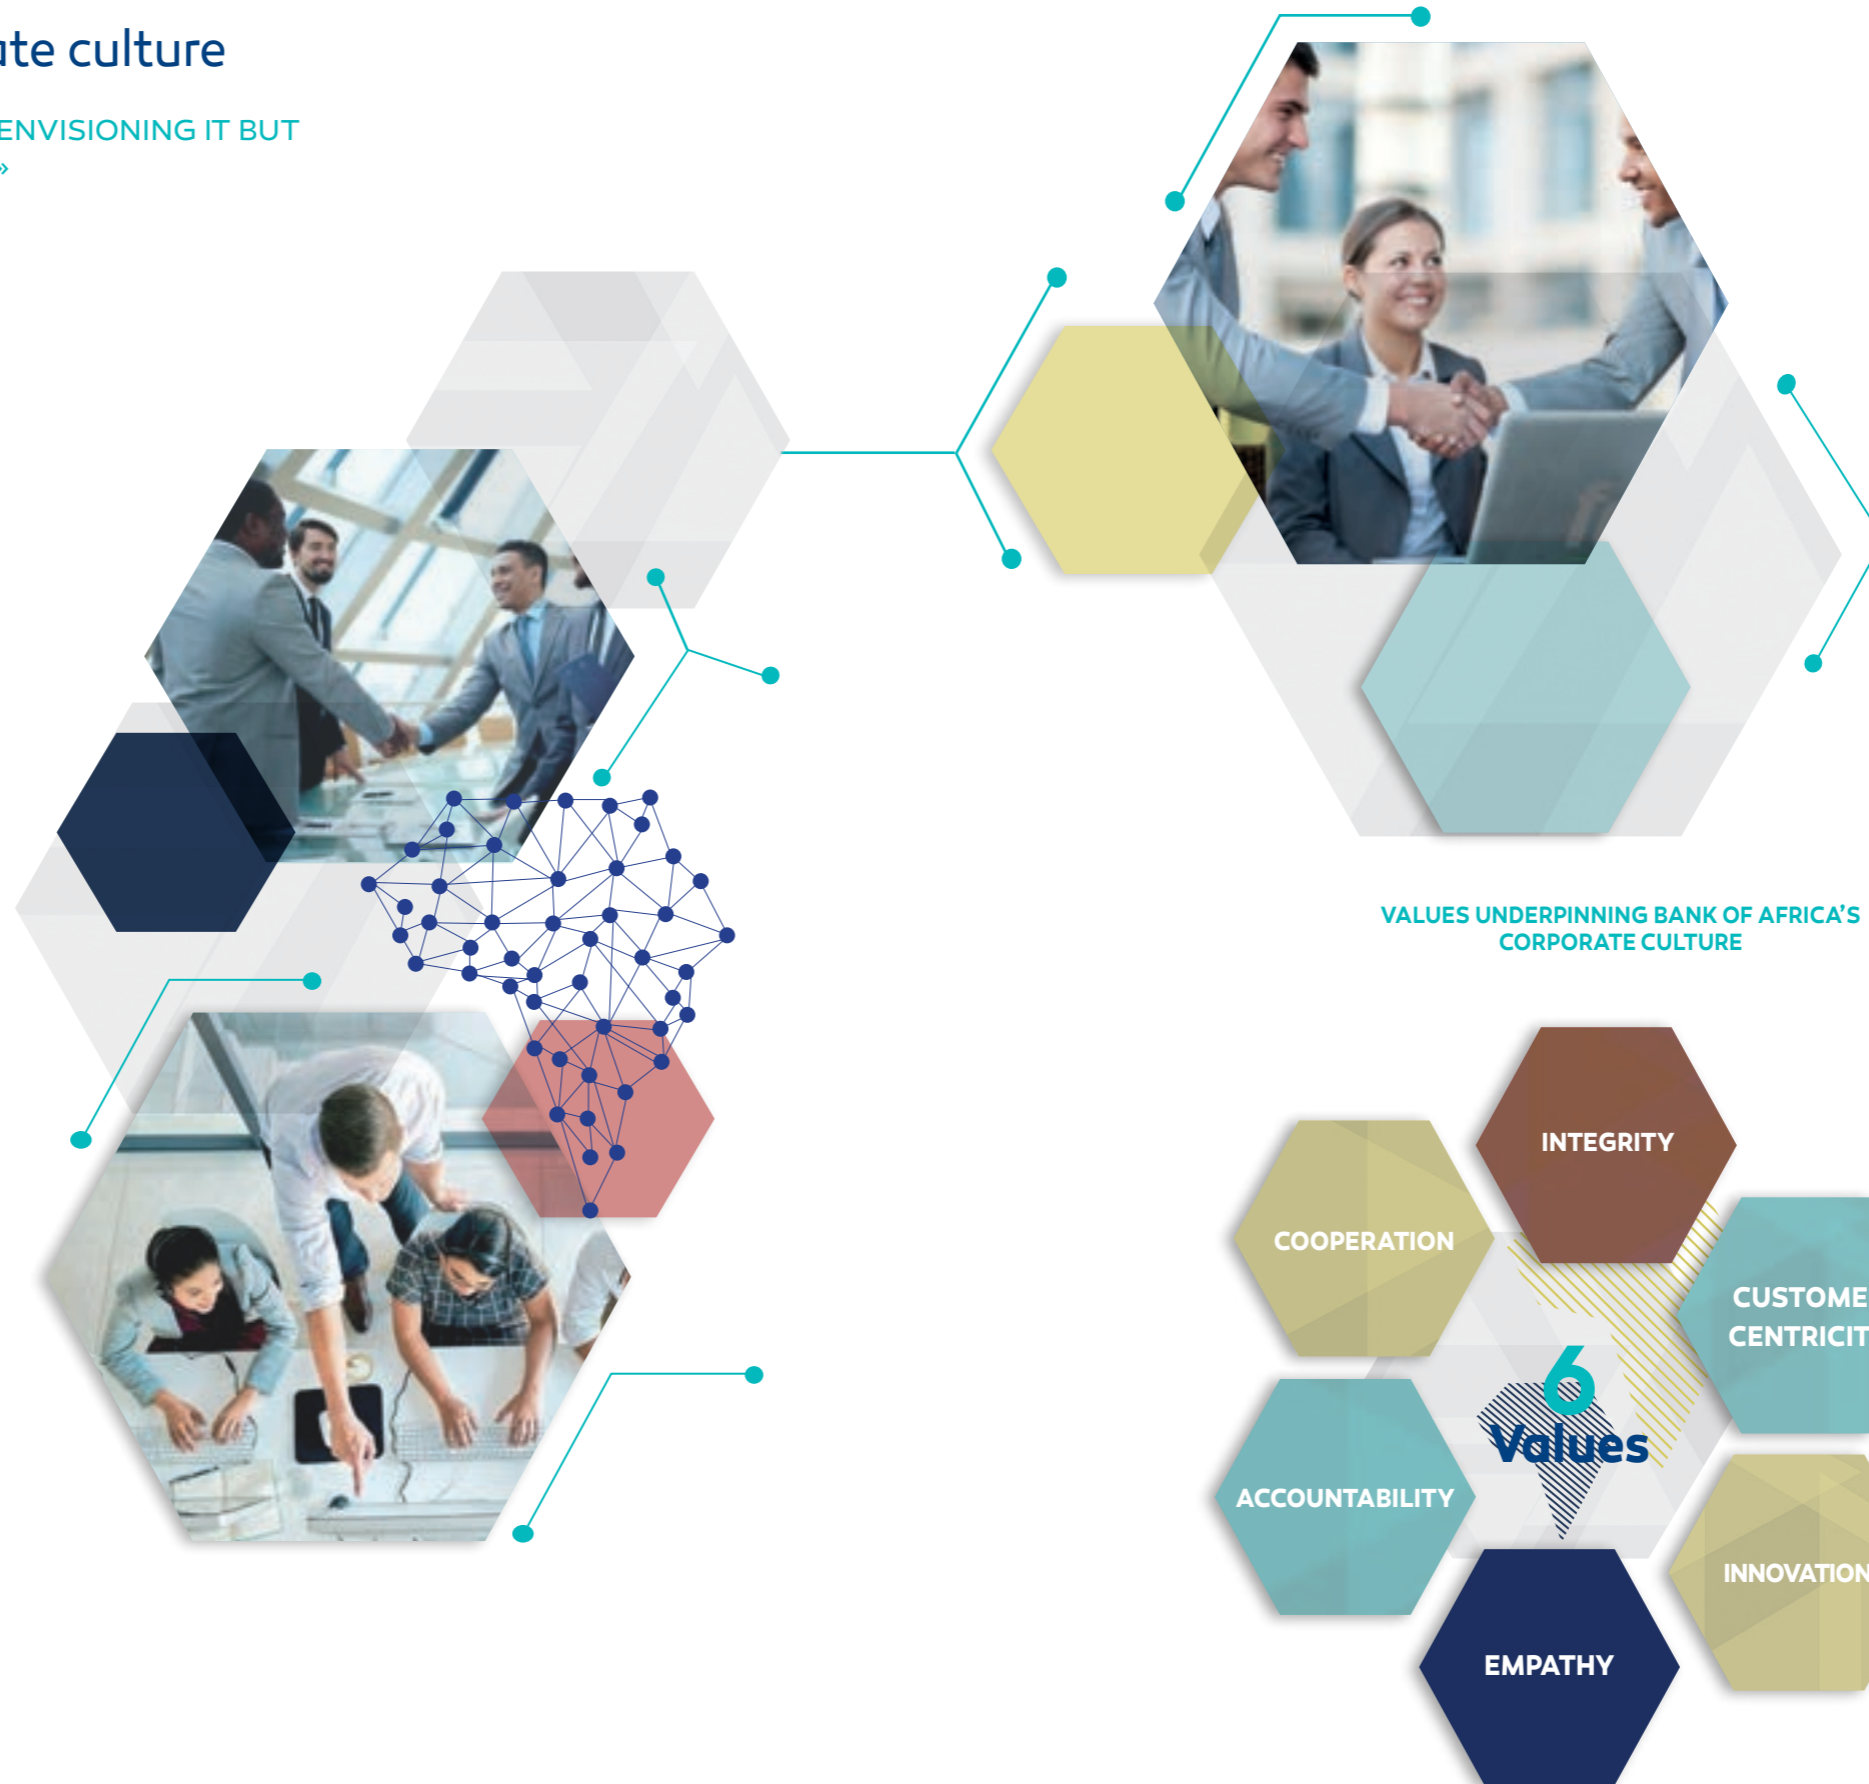 ate culture
ENVISIONING IT BUT
»
VALUES UNDERPINNING BANK OF AFRICA'S
CORPORATE CULTURE
INTEGRITY
COOPERATION
CUSTOME
CENTRICIT
6
Values
ACCOUNTABILITY
INNOVATION
EMPATHY